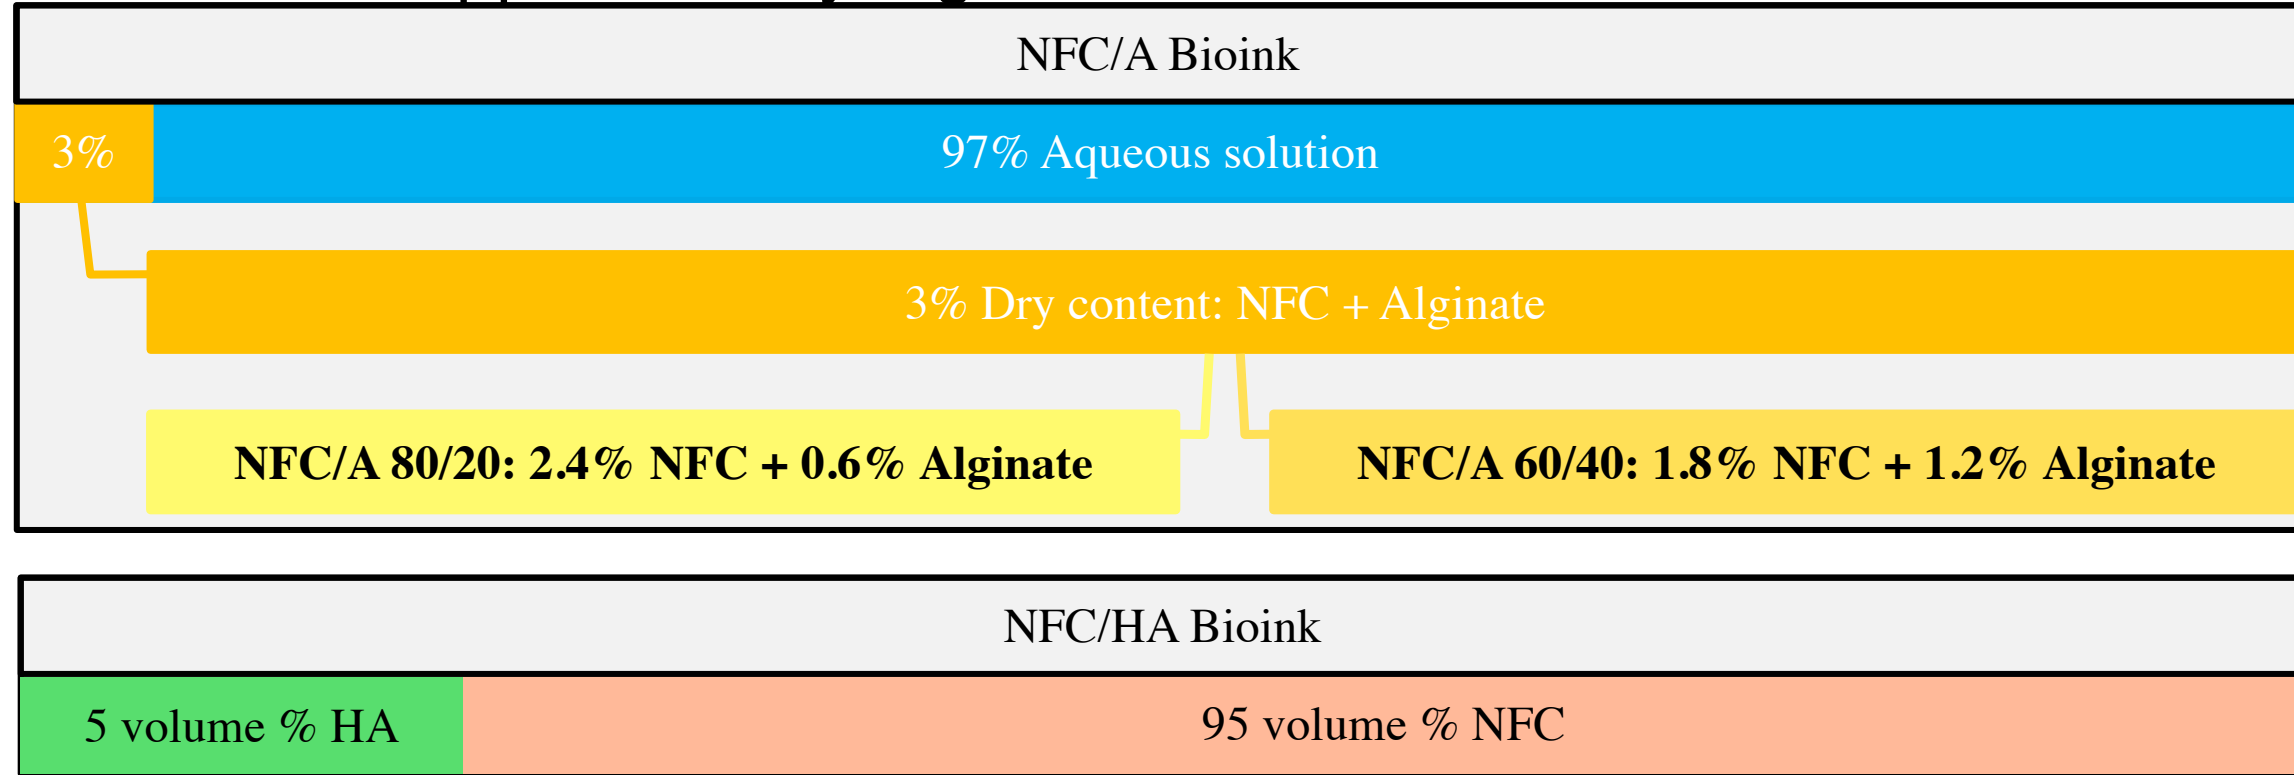 NFC/A Bioink
3%
97% Aqueous solution
3% Dry content: NFC + Alginate
NFC/A 80/20: 2.4% NFC + 0.6% Alginate
NFC/A 60/40: 1.8% NFC + 1.2% Alginate
NFC/HA Bioink
5 volume % HA
95 volume % NFC